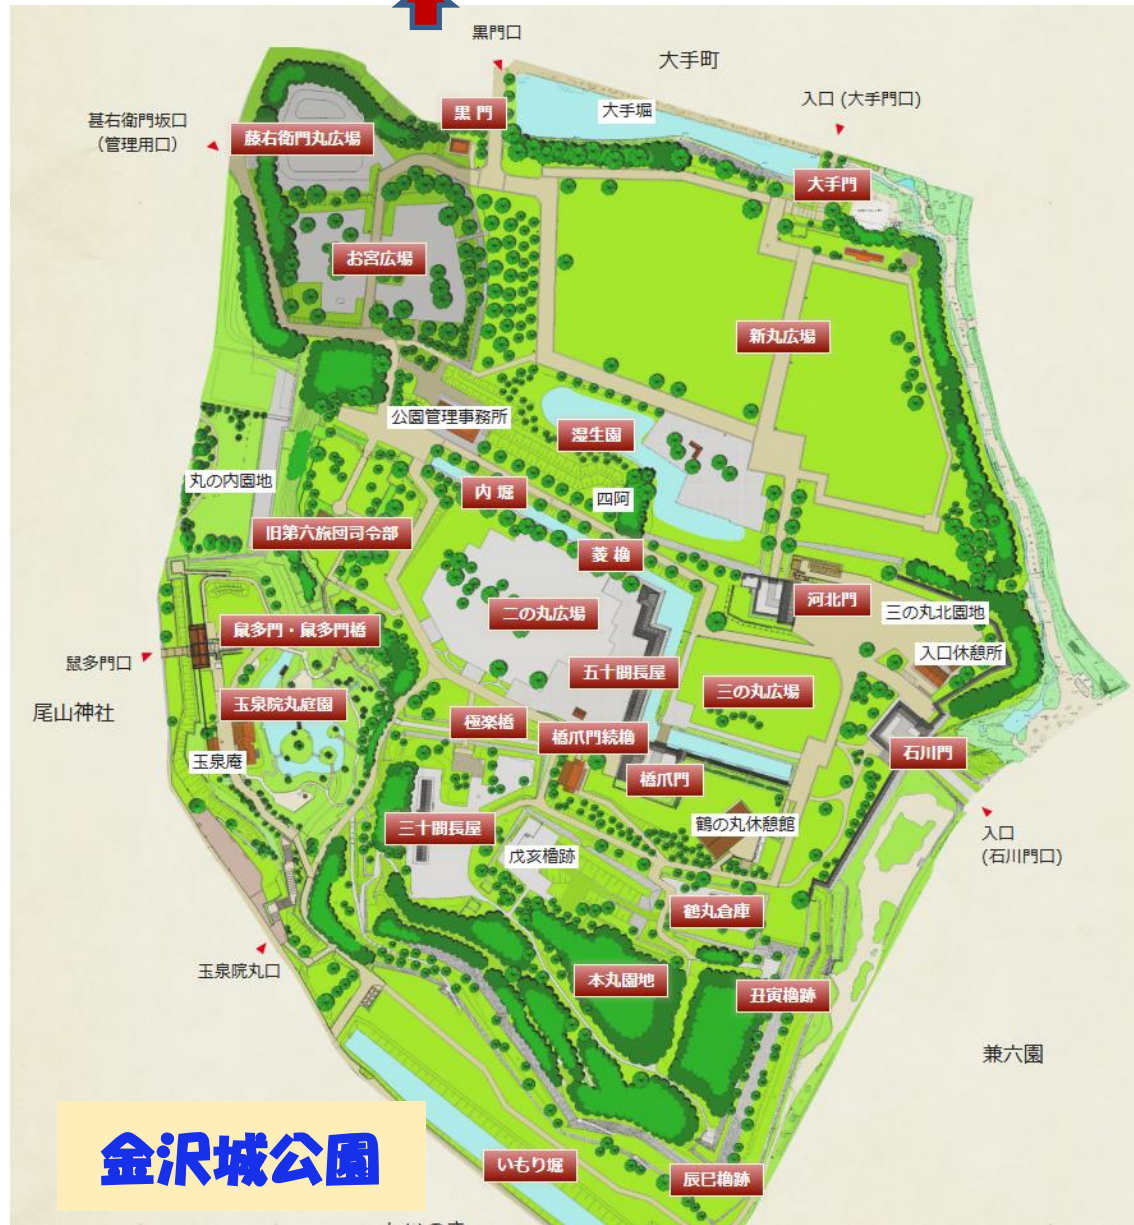 黒門口
大手町
入口 (大手門口)
大手堀
黒門
甚右衛門坂口
(管理用口)
藤右衛門丸広場
大手門
お宮広場
新丸広場
公園管理事務所
湿生園
丸の内園地
内堀
四阿
旧第六旅団司令部
菱櫓
河北門
二の丸広場
三の丸北園地
鼠多門・鼠多門橋
入口休憩所
鼠多門口
五十間長屋
三の丸広場
尾山神社
玉泉院丸庭園
極楽橋
橋爪門続櫓
石川門
玉泉庵
橋爪門
鶴の丸休憩館
三十間長屋
入口
(石川門口)
戊亥櫓跡
鶴丸倉庫
玉泉院丸口
本丸園地
丑寅櫓跡
兼六園
金沢城公園
いもり堀
辰巳櫓跡